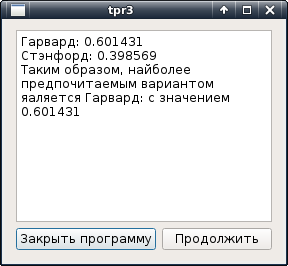 tpr3
Гарвард: 0.601431
Стэнфорд: 0.398569
Таким образом, найболее
предпочитаемым вариантом
яаляется Гарвард: с значением
0.601431
Закрыть программу
Продолжить